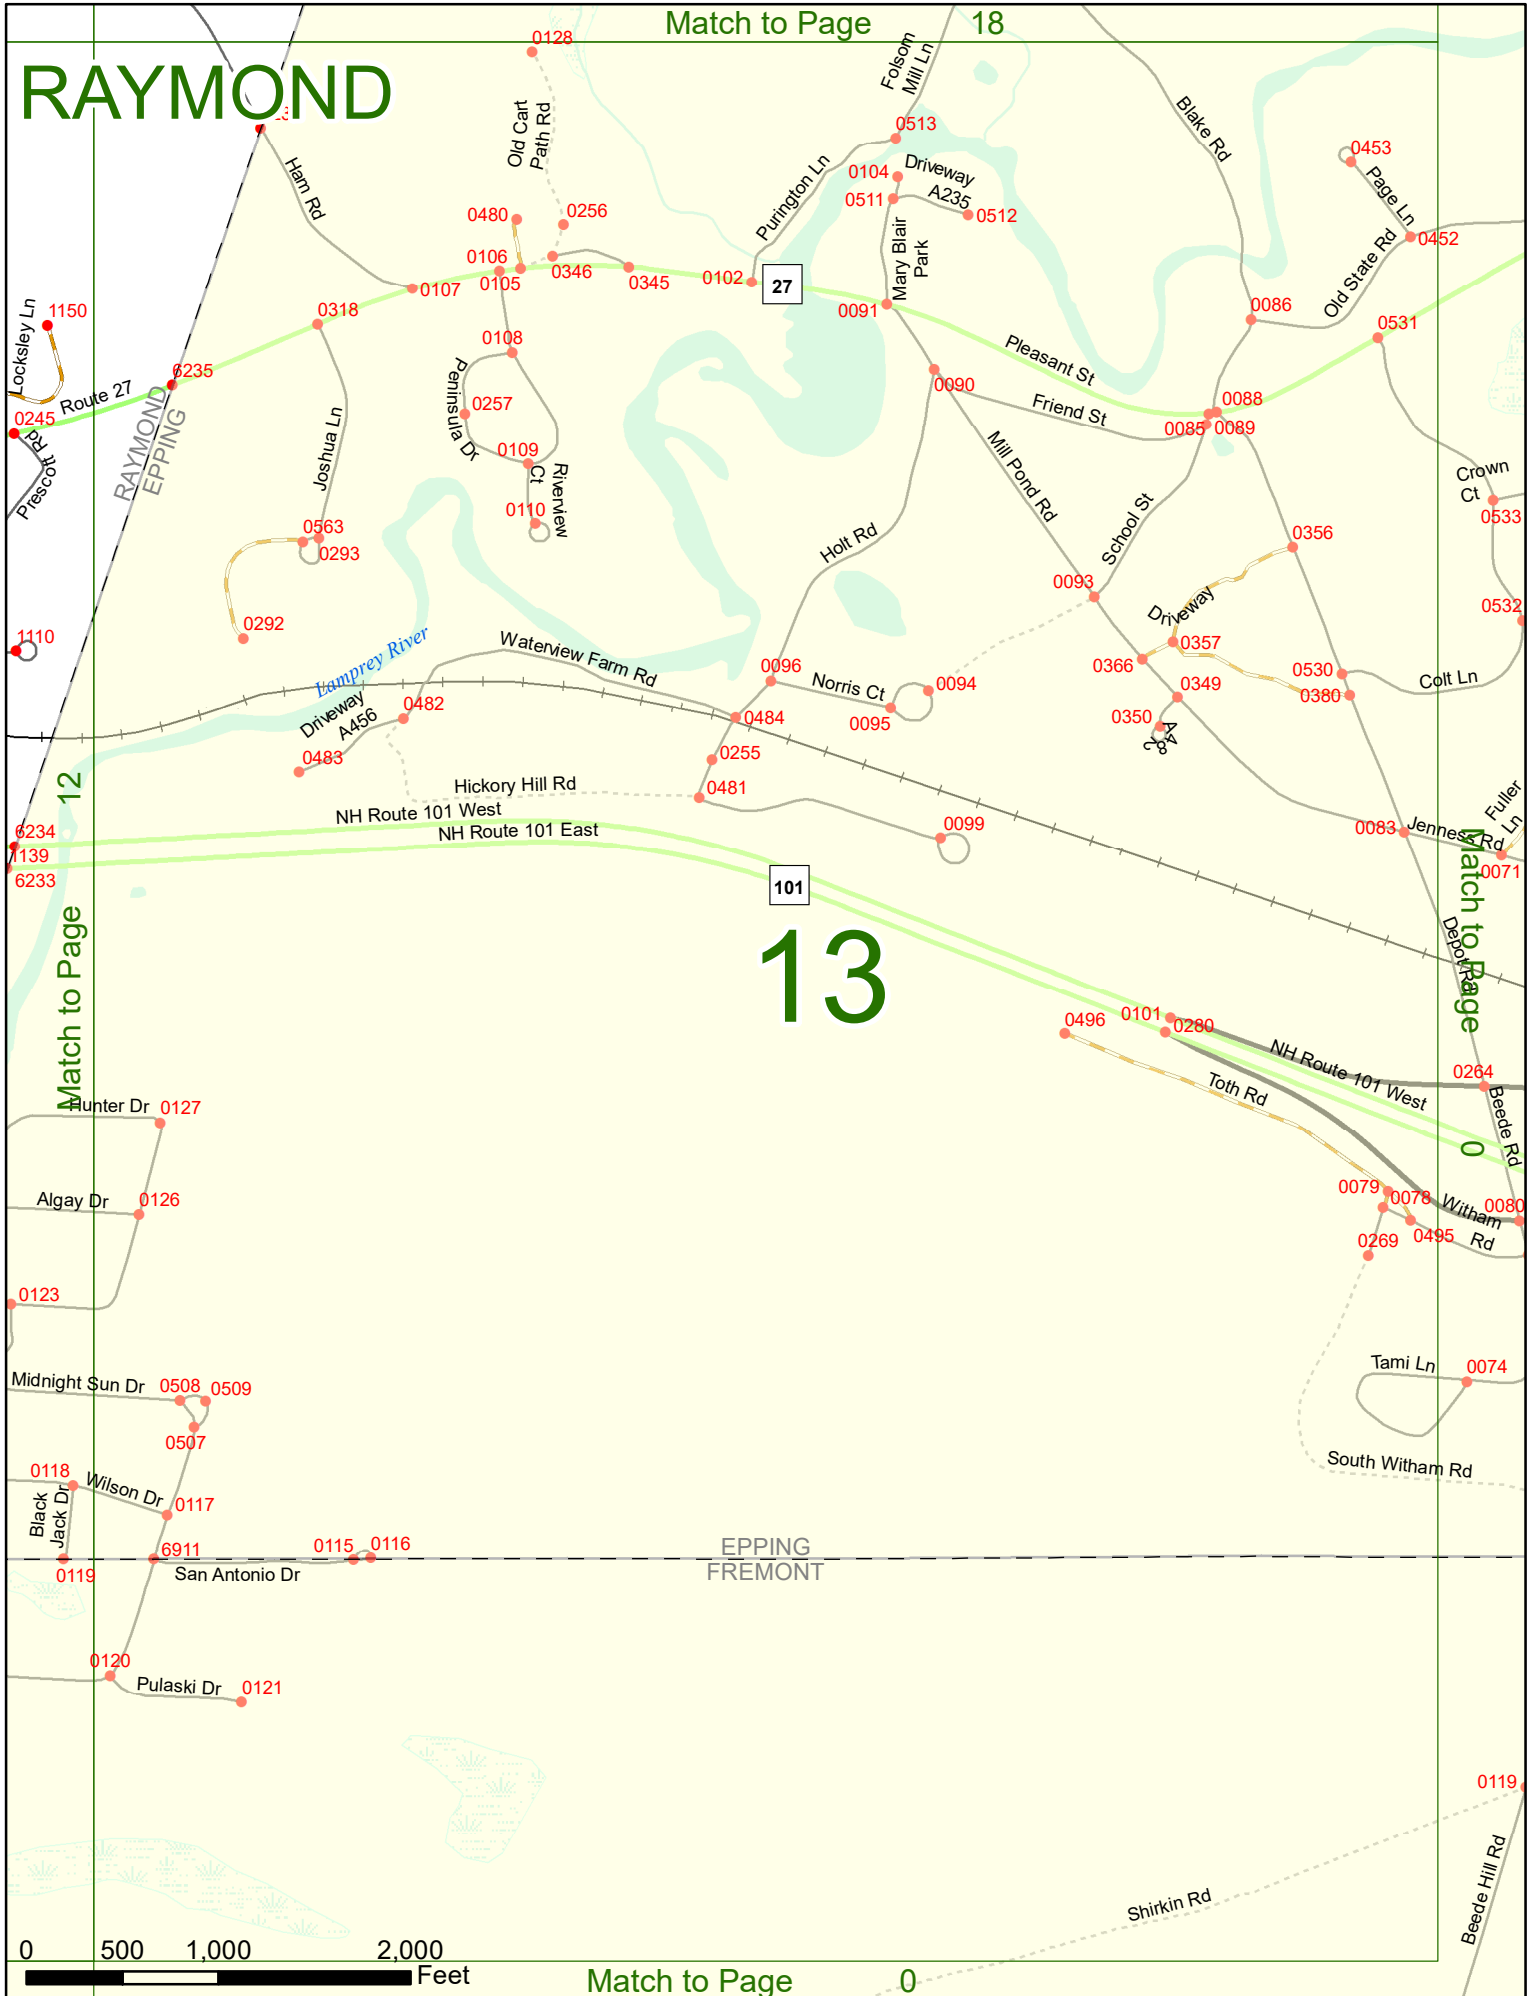 Match to Page 18
RAYMOND
0128
Folsom
Mill Ln
Old Cart
Path Rd
Blake Rd
0513
0453
Ham Rd
Purington Ln
0104
Driveway
A235
Page Ln
0511
0512
0480
0256
0452
Mary Blair
Park
Old State Rd
0106
0105
0346
0345
0102
27
0107
0091
0086
0531
Locksley Ln
1150
0318
0108
Pleasant St
6235
Route 27
0090
Peninsula Dr
0257
Friend St
0088
0085
0089
0245
Prescott Rd
RAYMOND
EPPING
Joshua Ln
0109
Riverview
Ct
Mill Pond Rd
Crown
Ct
0533
0110
School St
0563
0293
Holt Rd
0356
0093
Driveway
0532
0292
1110
Lamprey River
Waterview Farm Rd
0096
Norris Ct
0094
0095
0366
0357
0530
0380
Colt Ln
0349
0350
A482
Driveway
A456
0482
0484
0483
0255
0481
Hickory Hill Rd
NH Route 101 West
NH Route 101 East
0099
0083
Jenness Rd
Fuller
Ln
0071
6234
1139
6233
Match to Page 12
101
13
Depot Rd
Match to Page 0
0496
0101
0280
NH Route 101 West
Toth Rd
0264
Beede Rd
Hunter Dr
0127
Algay Dr
0126
0079
0078
0495
Witham
Rd
0080
0269
0123
Midnight Sun Dr
0508
0509
0507
Tami Ln
0074
South Witham Rd
0118
Black
Jack Dr
Wilson Dr
0117
6911
0115
0116
0119
San Antonio Dr
EPPING
FREMONT
0120
Pulaski Dr
0121
0119
Beede Hill Rd
Shirkin Rd
0 500 1,000 2,000
Feet
Match to Page 0